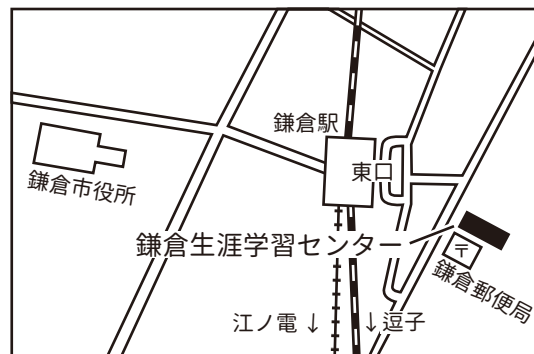 鎌倉駅
東口
鎌倉市役所
鎌倉生涯学習センター
〒
鎌倉郵便局
江ノ電 ↓
↓逗子